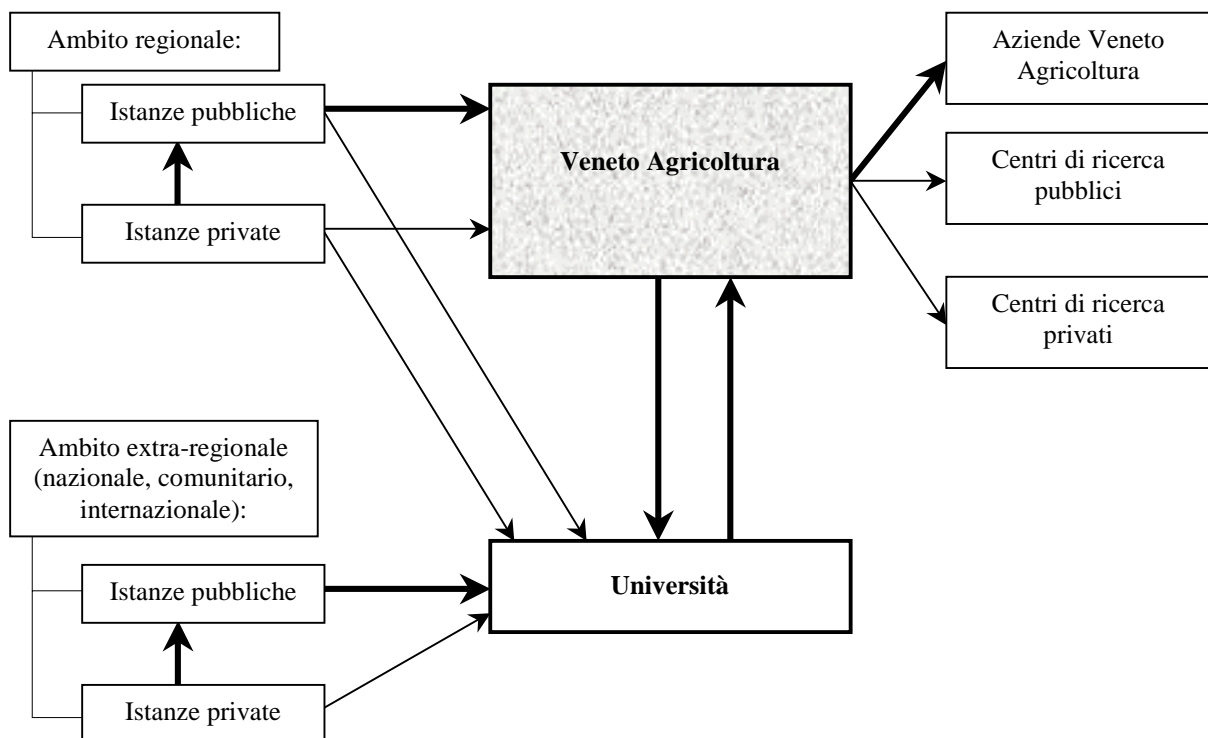 Ambito regionale:
Istanze pubbliche
Istanze private
Veneto Agricoltura
Aziende Veneto
Agricoltura
Centri di ricerca
pubblici
Centri di ricerca
privati
Ambito extra-regionale
(nazionale, comunitario,
internazionale):
Istanze pubbliche
Istanze private
Università